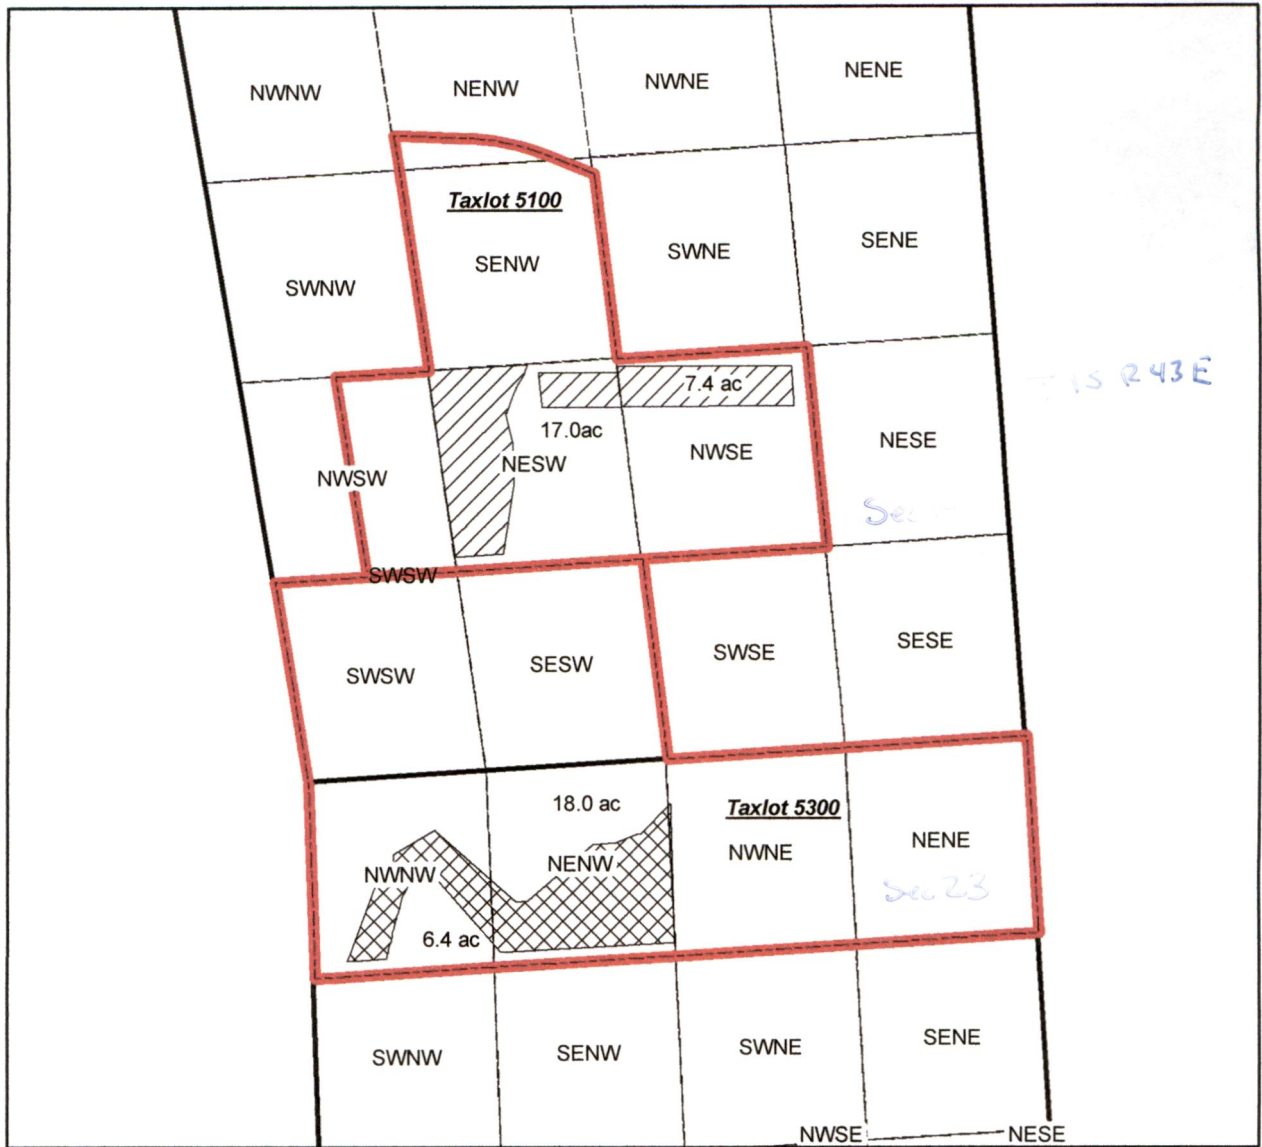 NWNW NENW NWNE NENE
Taxlot 5100
SWNW SENW SWNE SENE
7.4 ac
17.0ac
NWSW NESW NWSE NESE
R 43E
SWSW
SWSW SESW SWSE SESE
18.0 ac
Taxlot 5300
NWNW NENW NWNE NENE
Sec 23
6.4 ac
SWNW SENW SWNE SENE
NWSE NESE